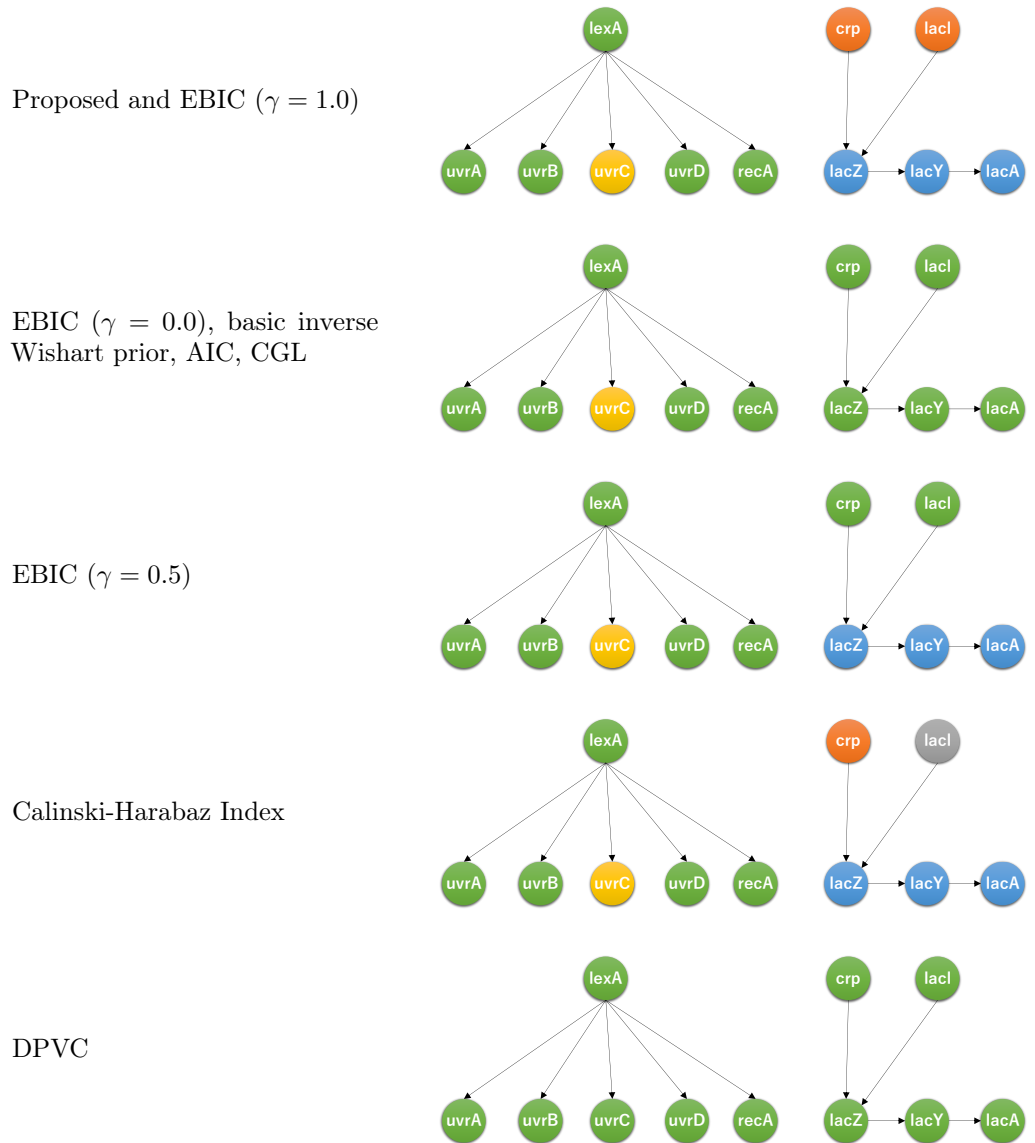 lexA crp lacI
Proposed and EBIC (γ = 1.0)
uvrA uvrB uvrC uvrD recA lacZ lacY lacA
lexA crp lacI
EBIC (γ = 0.0), basic inverse
Wishart prior, AIC, CGL
uvrA uvrB uvrC uvrD recA lacZ lacY lacA
lexA crp lacI
EBIC (γ = 0.5)
uvrA uvrB uvrC uvrD recA lacZ lacY lacA
lexA crp lacI
Calinski-Harabaz Index
uvrA uvrB uvrC uvrD recA lacZ lacY lacA
lexA crp lacI
DPVC
uvrA uvrB uvrC uvrD recA lacZ lacY lacA